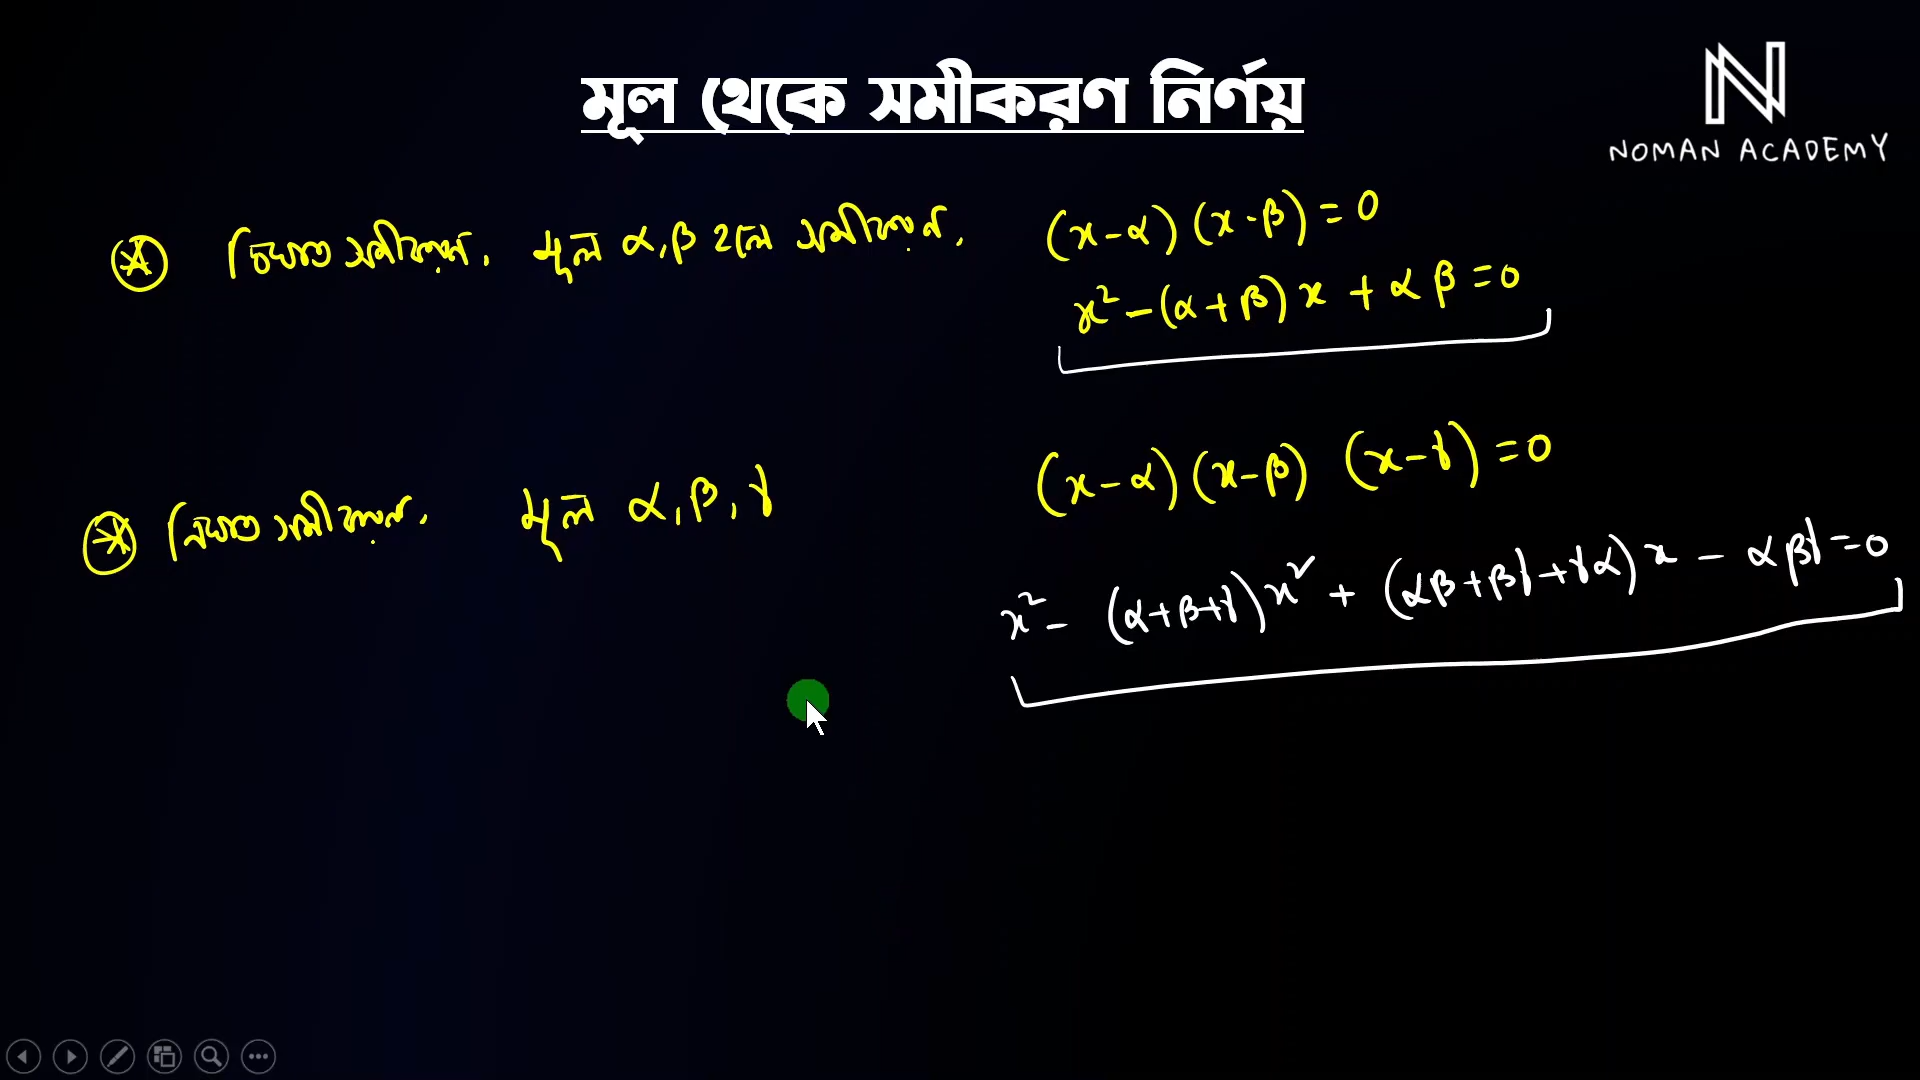 মূল থেকে সমীকরণ নির্ণয়
NOMAN ACADEMY
দ্বিঘাত সমীকরণ. মূল α, β হলে সমীকরণ,
(x-α) (x-β) = 0
x² - (α+β) x + αβ = 0
ত্রিঘাত সমীকরণ. মূল α, β, γ
(x-α) (x-β) (x-γ) = 0
x² - (α+β+γ) x² + (αβ+βγ+γα) x - αβγ = 0